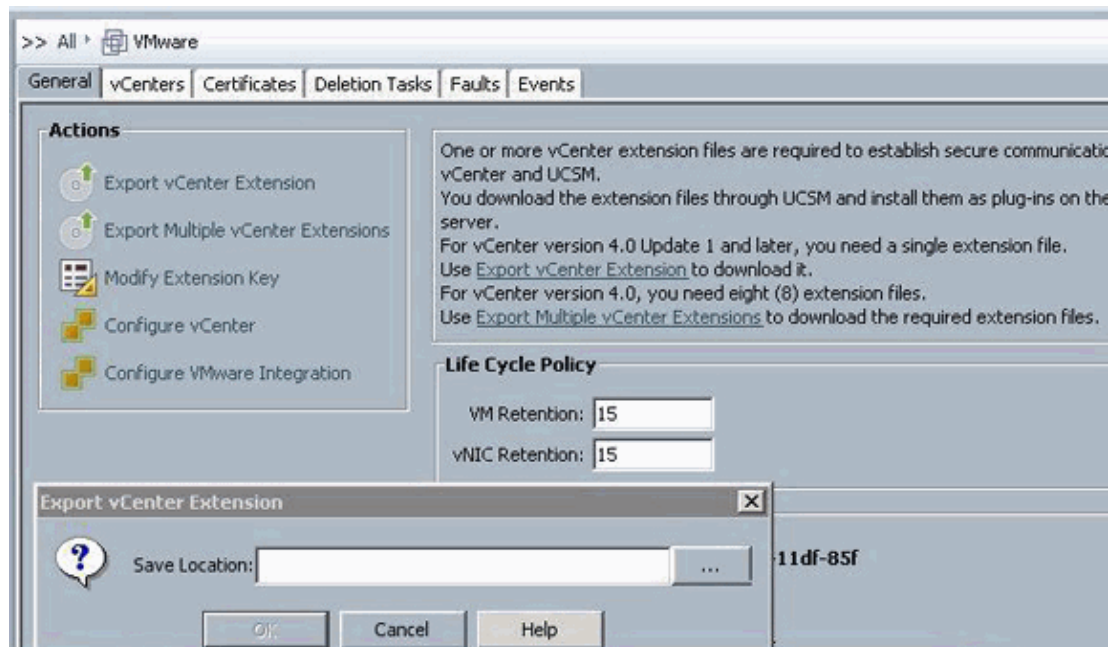 >> All VMware
General vCenters Certificates Deletion Tasks Faults Events
Actions
Export vCenter Extension
Export Multiple vCenter Extensions
Modify Extension Key
Configure vCenter
Configure VMware Integration
One or more vCenter extension files are required to establish secure communicatio
vCenter and UCSM.
You download the extension files through UCSM and install them as plug-ins on the
server.
For vCenter version 4.0 Update 1 and later, you need a single extension file.
Use Export vCenter Extension to download it.
For vCenter version 4.0, you need eight (8) extension files.
Use Export Multiple vCenter Extensions to download the required extension files.
Life Cycle Policy
VM Retention: 15
vNIC Retention: 15
Export vCenter Extension
Save Location: ...
OK Cancel Help
-11df-85f